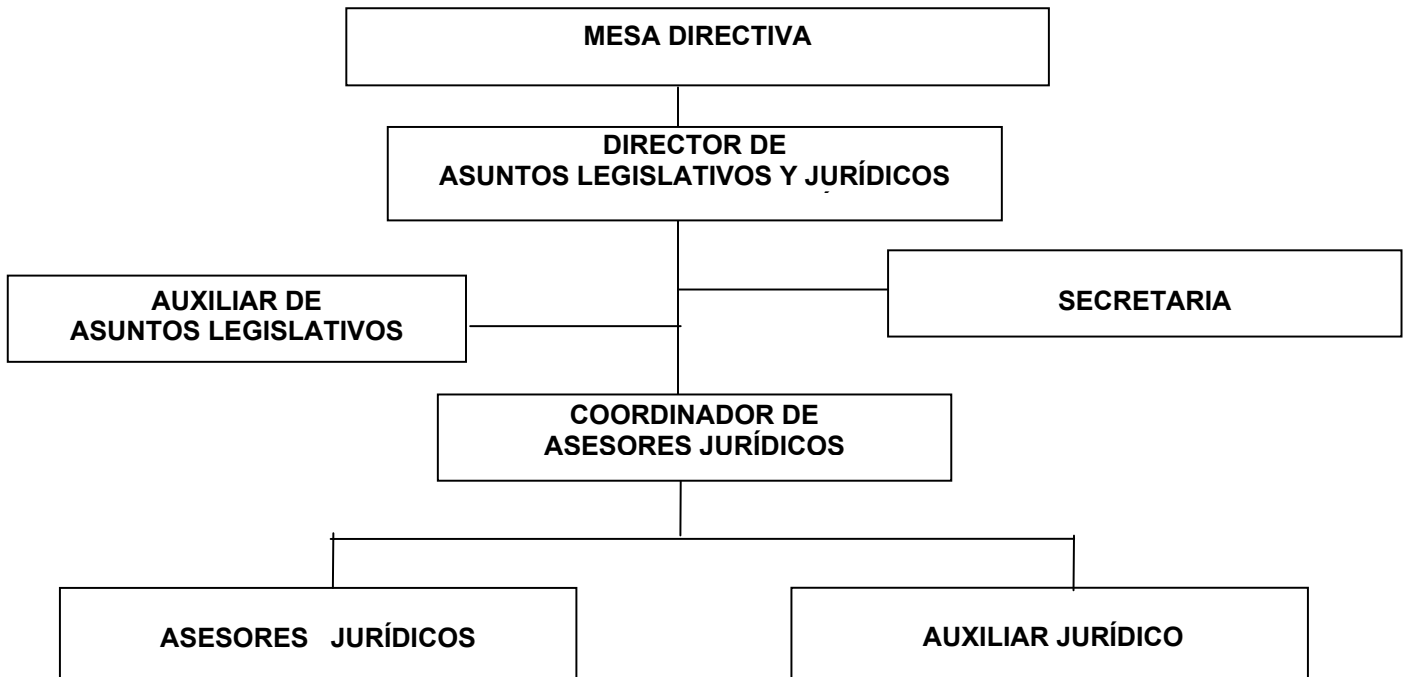 MESA DIRECTIVA
DIRECTOR DE
ASUNTOS LEGISLATIVOS Y JURÍDICOS
AUXILIAR DE
ASUNTOS LEGISLATIVOS
SECRETARIA
COORDINADOR DE
ASESORES JURÍDICOS
ASESORES JURÍDICOS
AUXILIAR JURÍDICO